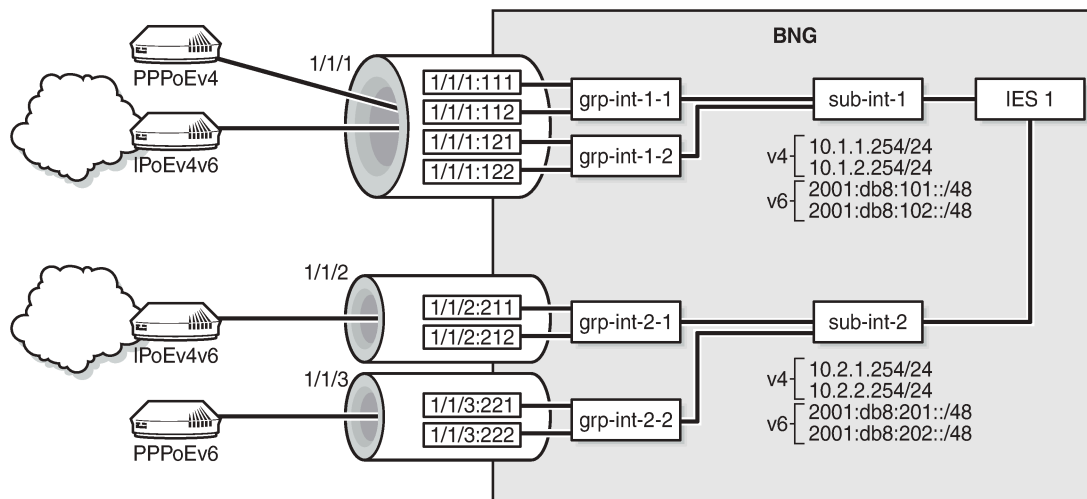 BNG
PPPoEv4
1/1/1
1/1/1:111
1/1/1:112
1/1/1:121
1/1/1:122
grp-int-1-1
grp-int-1-2
sub-int-1
IES 1
IPoEv4v6
v4
10.1.1.254/24
10.1.2.254/24
v6
2001:db8:101::/48
2001:db8:102::/48
1/1/2
1/1/2:211
1/1/2:212
grp-int-2-1
sub-int-2
IPoEv4v6
1/1/3
1/1/3:221
1/1/3:222
grp-int-2-2
v4
10.2.1.254/24
10.2.2.254/24
v6
2001:db8:201::/48
2001:db8:202::/48
PPPoEv6